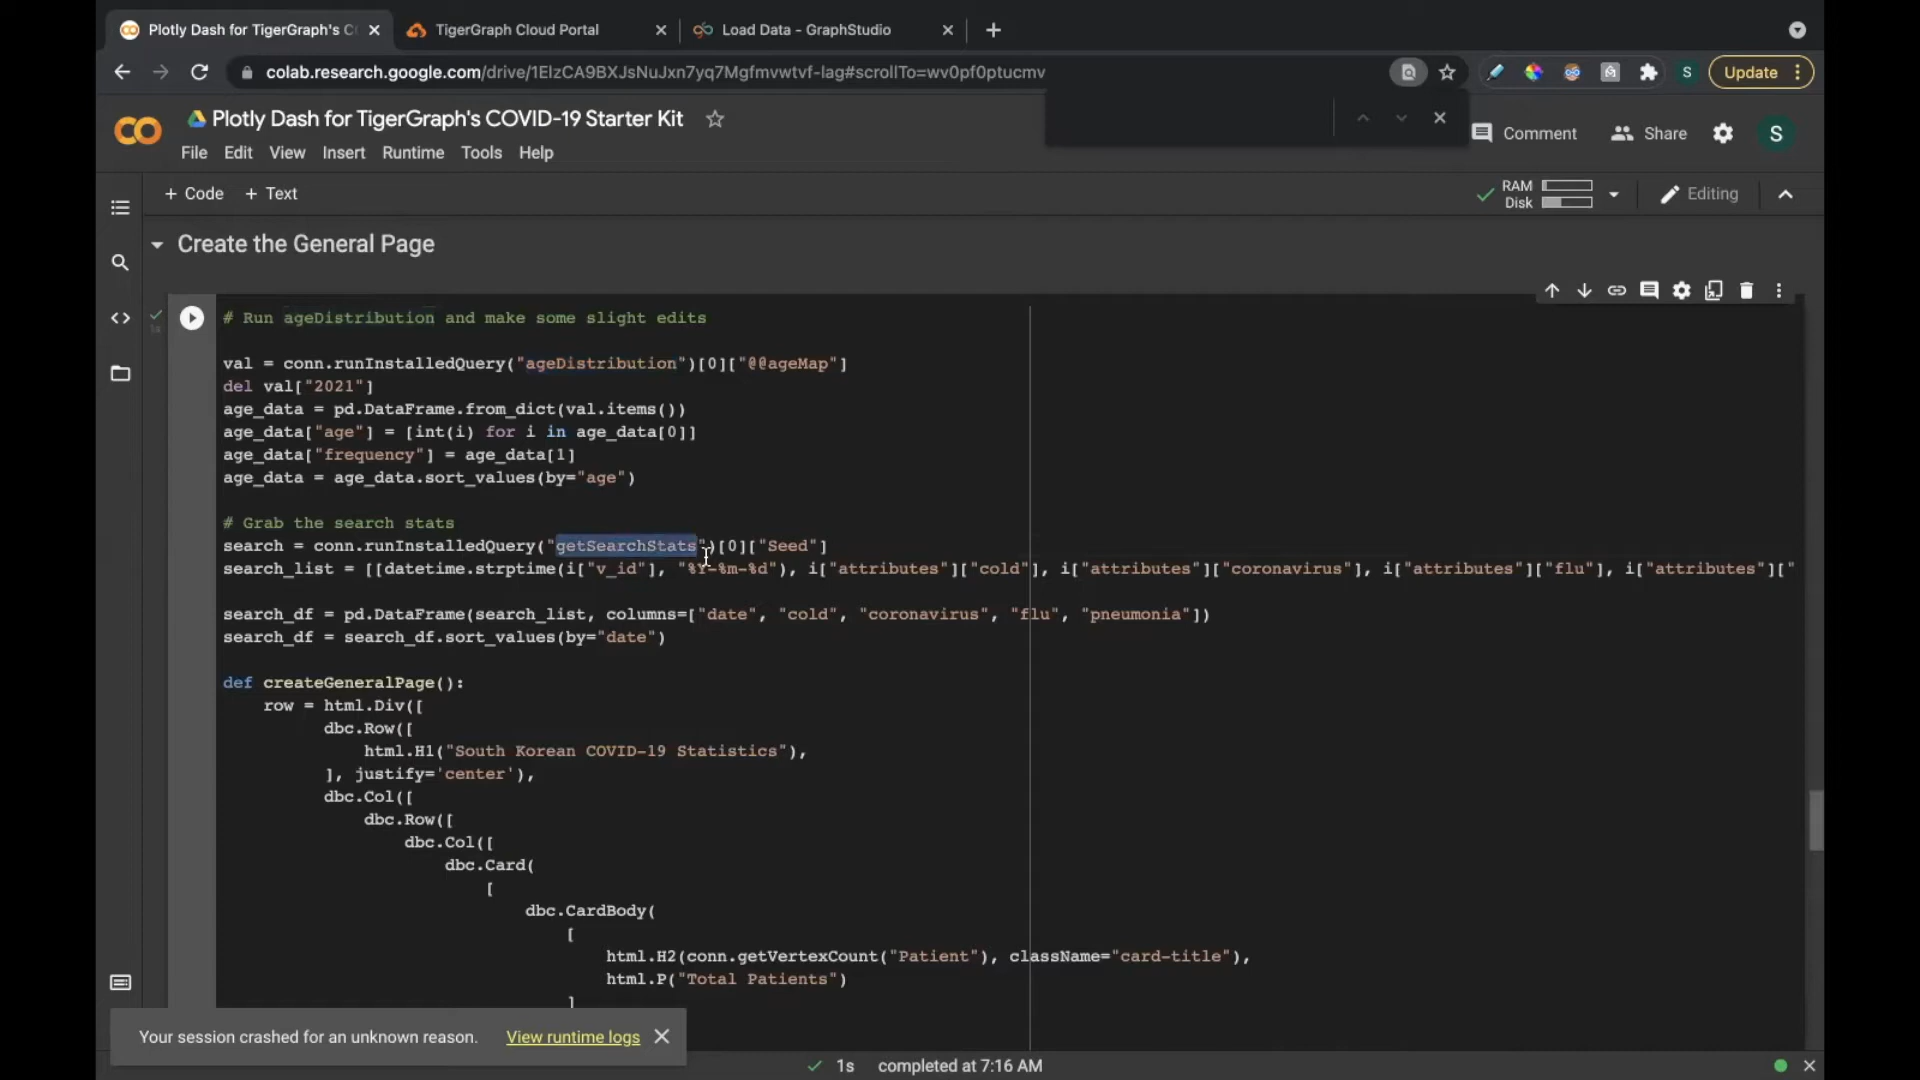 Plotly Dash for TigerGraph's C
TigerGraph Cloud Portal
Load Data - GraphStudio
colab.research.google.com/drive/1ElzCA9BXJsNuJxn7yq7Mgfmvwtvf-lag#scrollTo=wv0pf0ptucmv
S
Update
Plotly Dash for TigerGraph's COVID-19 Starter Kit
Comment
Share
S
File Edit View Insert Runtime Tools Help
+ Code + Text
RAM
Disk
Editing
Create the General Page
1s
# Run ageDistribution and make some slight edits
val = conn.runInstalledQuery("ageDistribution")[0]["@@ageMap"]
del val["2021"]
age_data = pd.DataFrame.from_dict(val.items())
age_data["age"] = [int(i) for i in age_data[0]]
age_data["frequency"] = age_data[1]
age_data = age_data.sort_values(by="age")
# Grab the search stats
search = conn.runInstalledQuery("getSearchStats")[0]["Seed"]
search_list = [[datetime.strptime(i["v_id"], "%Y-%m-%d"), i["attributes"]["cold"], i["attributes"]["coronavirus"], i["attributes"]["flu"], i["attributes"]["
search_df = pd.DataFrame(search_list, columns=["date", "cold", "coronavirus", "flu", "pneumonia"])
search_df = search_df.sort_values(by="date")
def createGeneralPage():
row = html.Div([
dbc.Row([
html.H1("South Korean COVID-19 Statistics"),
], justify='center'),
dbc.Col([
dbc.Row([
dbc.Col([
dbc.Card(
[
dbc.CardBody(
[
html.H2(conn.getVertexCount("Patient"), className="card-title"),
html.P("Total Patients")
]
Your session crashed for an unknown reason. View runtime logs
1s completed at 7:16 AM